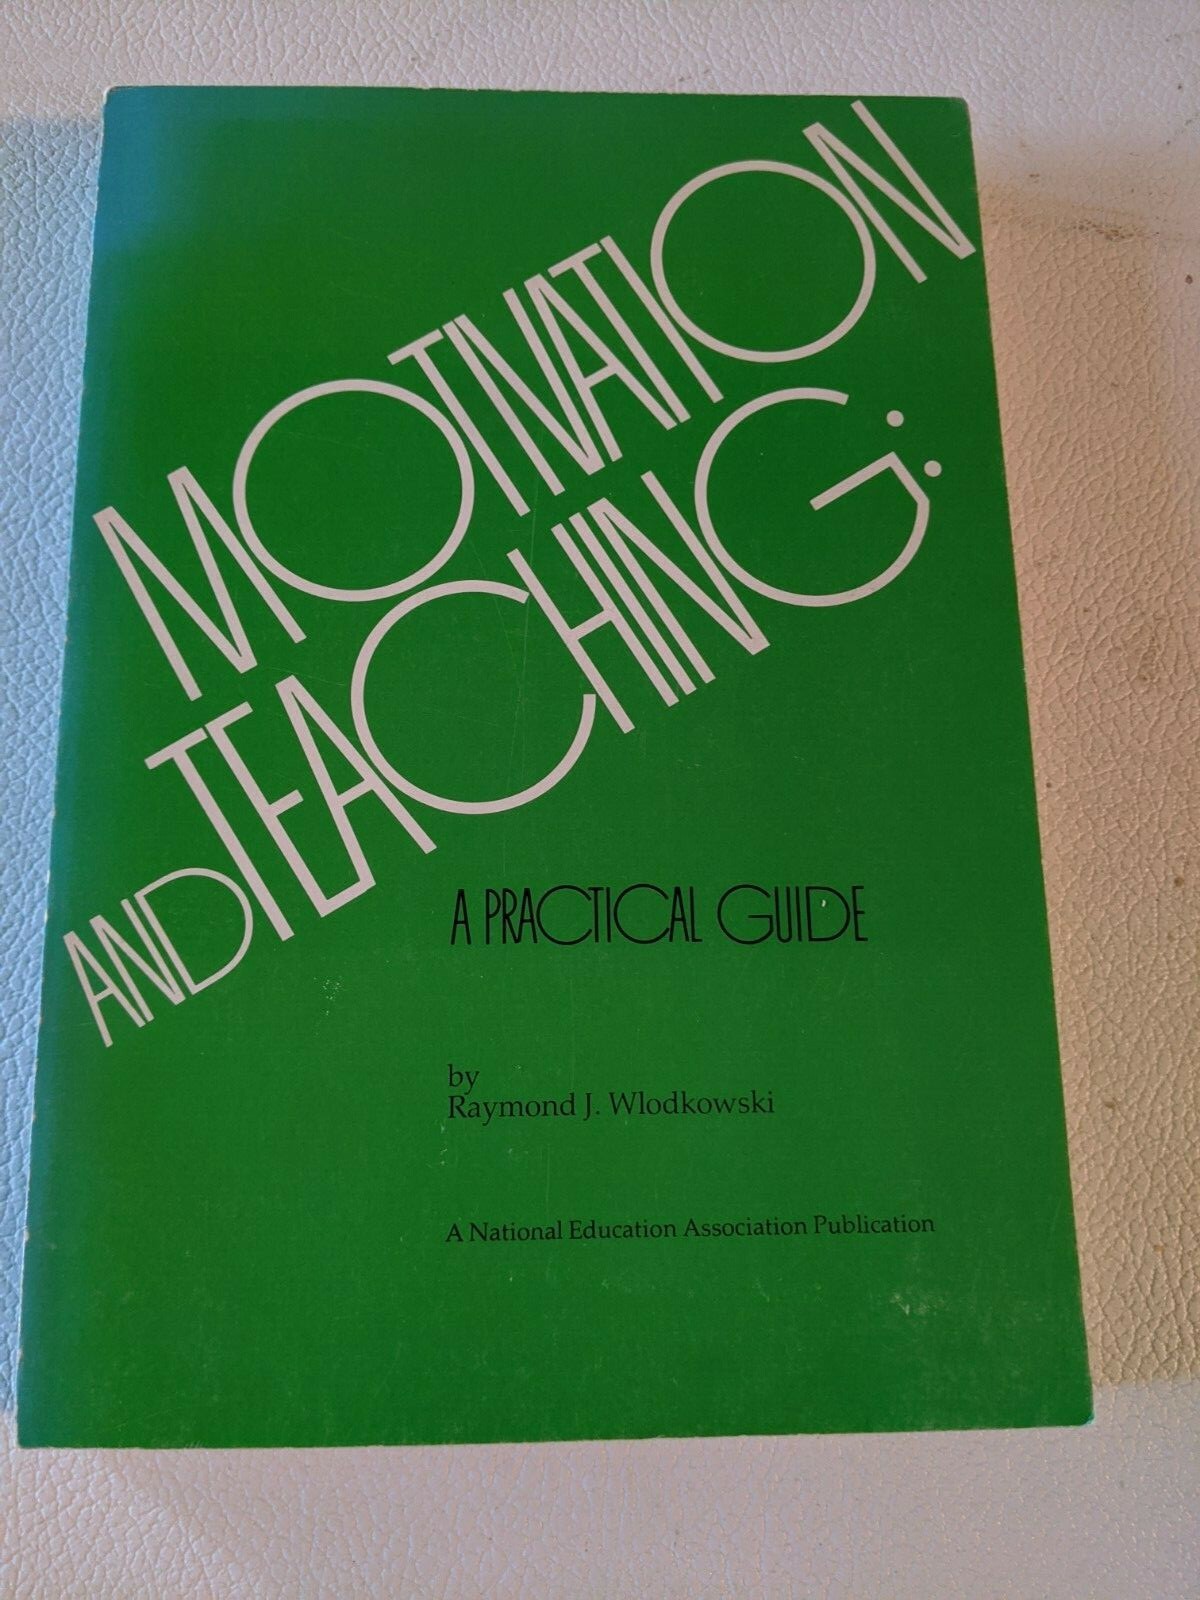 MOTIVATION
AND TEACHING:
A PRACTICAL GUIDE
by
Raymond J. Wlodkowski
A National Education Association Publication